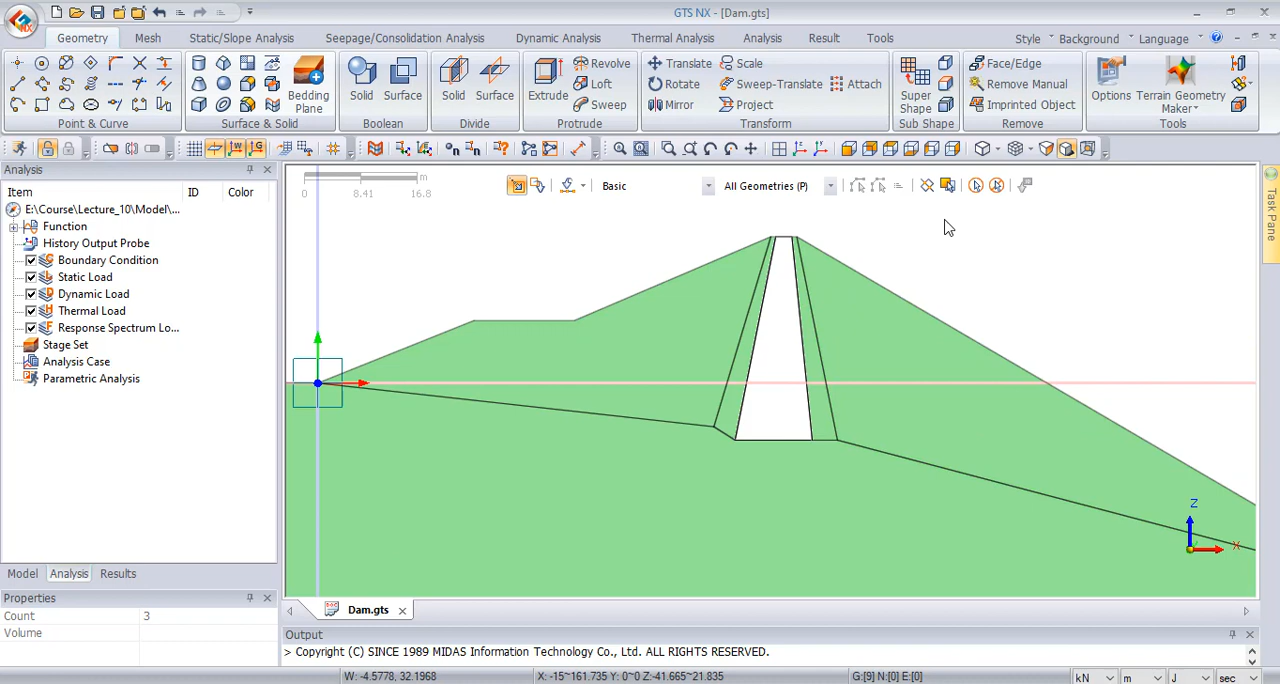 GTS NX - [Dam.gts]
Geometry Mesh Static/Slope Analysis Seepage/Consolidation Analysis Dynamic Analysis Thermal Analysis Analysis Result Tools Style Background Language
Point & Curve
Bedding Plane
Surface & Solid
Solid Surface
Boolean
Solid Surface
Divide
Extrude Revolve Loft Sweep
Protrude
Translate Scale
Rotate Sweep-Translate Attach
Mirror Project
Transform
Super Shape
Sub Shape
Face/Edge
Remove Manual
Imprinted Object
Remove
Options Terrain Geometry Maker
Tools
Analysis
Item ID Color
E:\Course\Lecture_10\Model\...
Function
History Output Probe
Boundary Condition
Static Load
Dynamic Load
Thermal Load
Response Spectrum Lo...
Stage Set
Analysis Case
Parametric Analysis
Model Analysis Results
Properties
Count 3
Volume
m
0 8.41 16.8
Basic All Geometries (P)
Z
X
Task Pane
Dam.gts
Output
> Copyright (C) SINCE 1989 MIDAS Information Technology Co., Ltd. ALL RIGHTS RESERVED.
W: -4.5778, 32.1968 X: -15~161.735 Y: 0~0 Z:-41.665~21.835 G:[9] N:[0] E:[0] kN m J sec